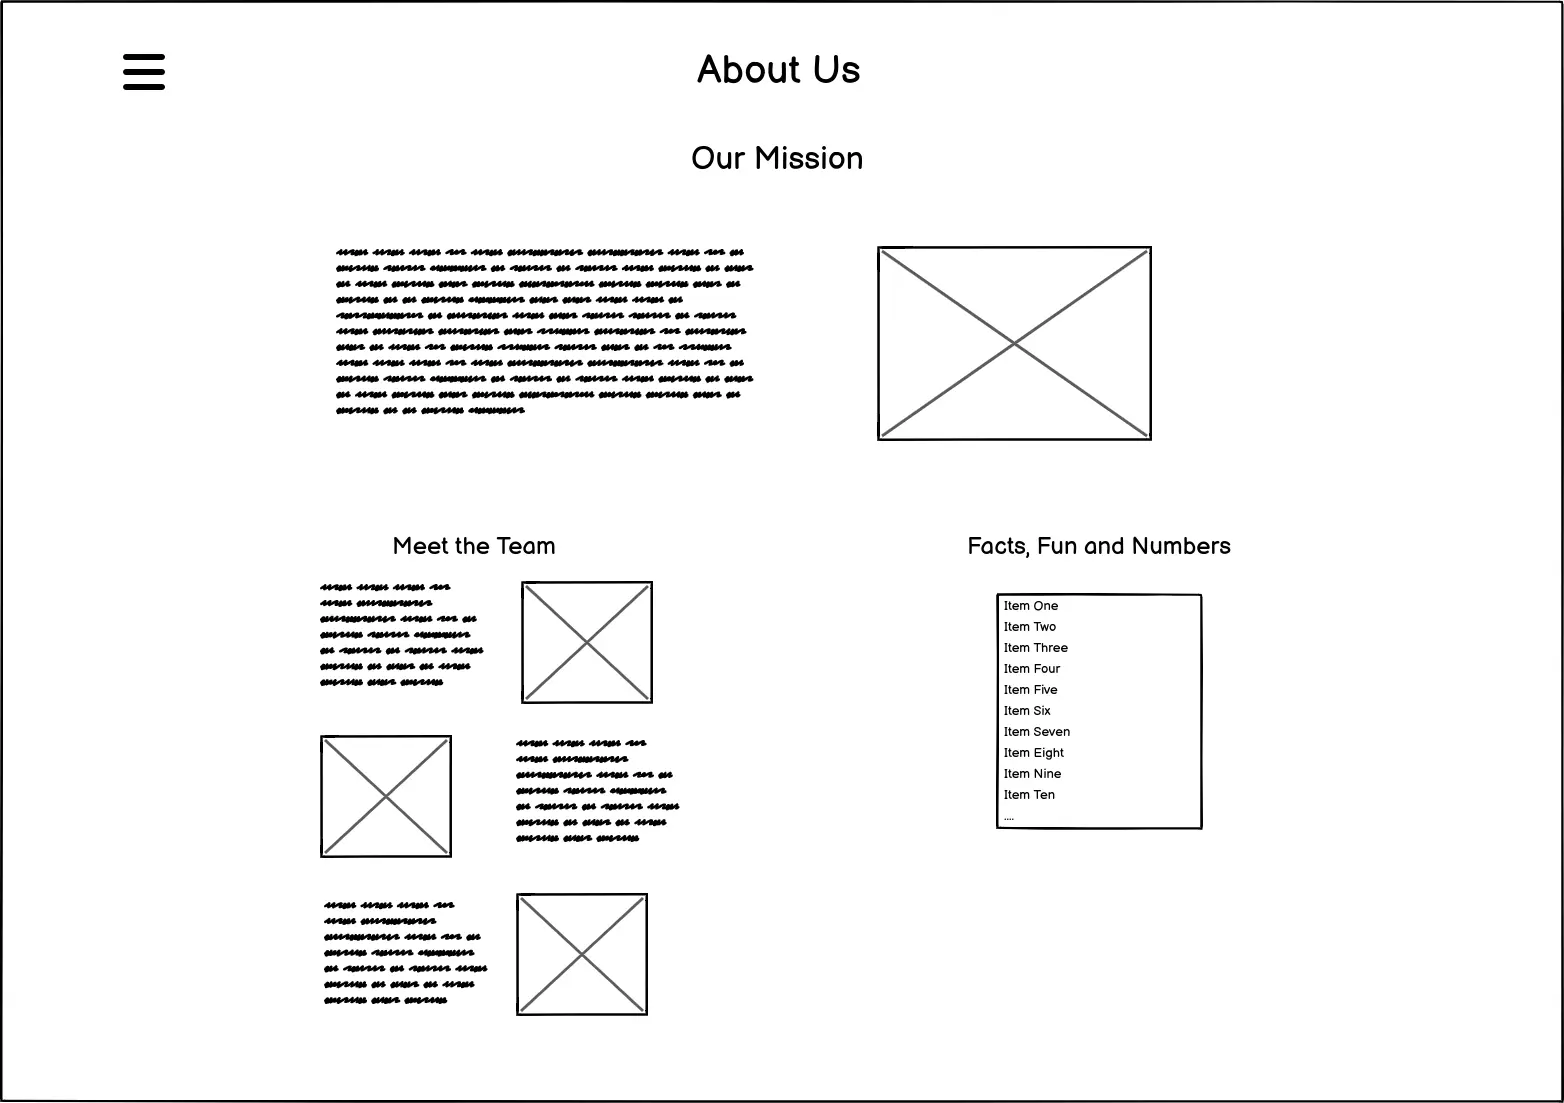 About Us
Our Mission
Meet the Team
Facts, Fun and Numbers
Item One
Item Two
Item Three
Item Four
Item Five
Item Six
Item Seven
Item Eight
Item Nine
Item Ten
....